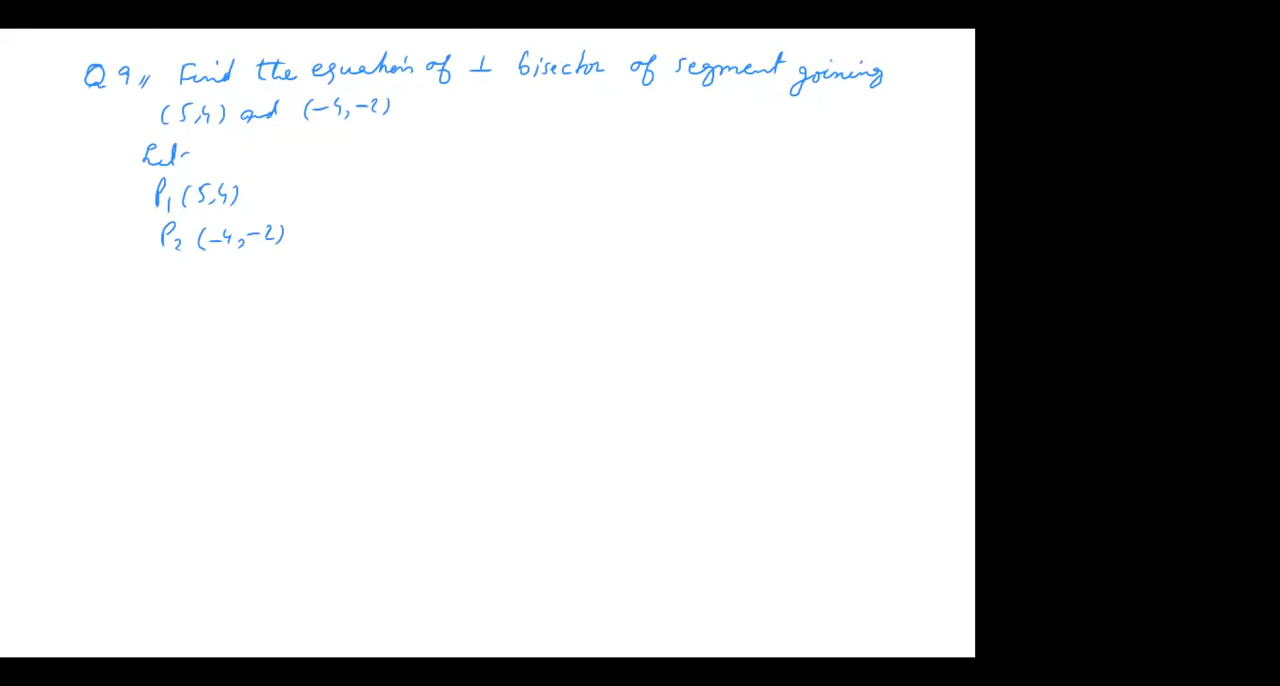 Q 9,, Find the equation of ⊥ bisector of segment joining
(5,4) and (-4,-2)
Let
P₁ (5,4)
P₂ (-4,-2)